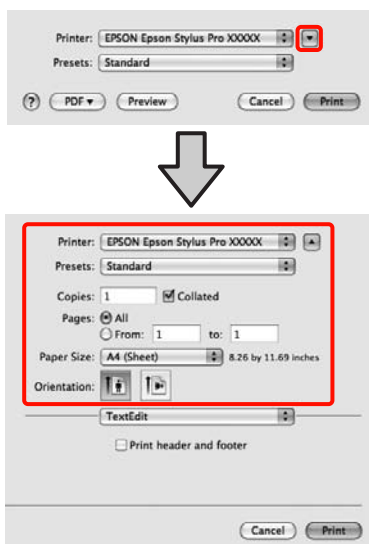 Printer: EPSON Epson Stylus Pro XXXXX
Presets: Standard
? PDF Preview Cancel Print
Printer: EPSON Epson Stylus Pro XXXXX
Presets: Standard
Copies: 1 Collated
Pages: All
From: 1 to: 1
Paper Size: A4 (Sheet) 8.26 by 11.69 inches
Orientation:
TextEdit
Print header and footer
Cancel Print